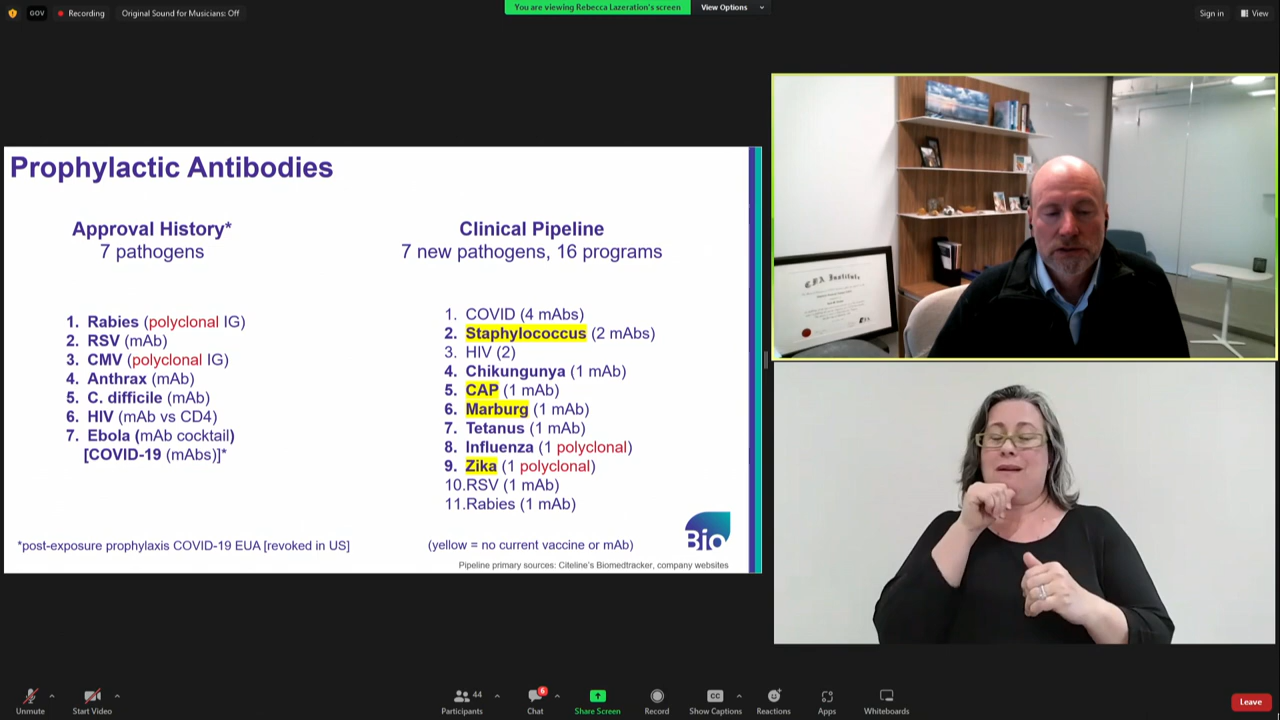 GOV
Recording
Original Sound for Musicians: Off
You are viewing Rebecca Lazeration's screen
View Options
Sign in
View
Prophylactic Antibodies
Approval History*
7 pathogens
1. Rabies (polyclonal IG)
2. RSV (mAb)
3. CMV (polyclonal IG)
4. Anthrax (mAb)
5. C. difficile (mAb)
6. HIV (mAb vs CD4)
7. Ebola (mAb cocktail)
[COVID-19 (mAbs)]*
*post-exposure prophylaxis COVID-19 EUA [revoked in US]
Clinical Pipeline
7 new pathogens, 16 programs
1. COVID (4 mAbs)
2. Staphylococcus (2 mAbs)
3. HIV (2)
4. Chikungunya (1 mAb)
5. CAP (1 mAb)
6. Marburg (1 mAb)
7. Tetanus (1 mAb)
8. Influenza (1 polyclonal)
9. Zika (1 polyclonal)
10.RSV (1 mAb)
11.Rabies (1 mAb)
(yellow = no current vaccine or mAb)
Bio
Pipeline primary sources: Citeline's Biomedtracker, company websites
CFA Institute
Unmute
Start Video
44
Participants
6
Chat
Share Screen
Record
CC
Show Captions
Reactions
Apps
Whiteboards
Leave